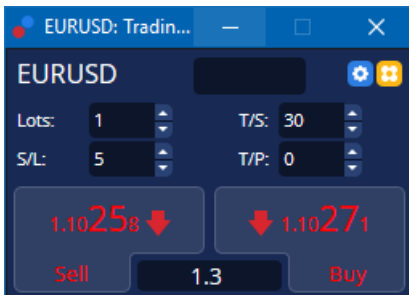 EURUSD: Tradin...
EURUSD
Lots: 1 T/S: 30
S/L: 5 T/P: 0
1.10258 1.10271
Sell 1.3 Buy